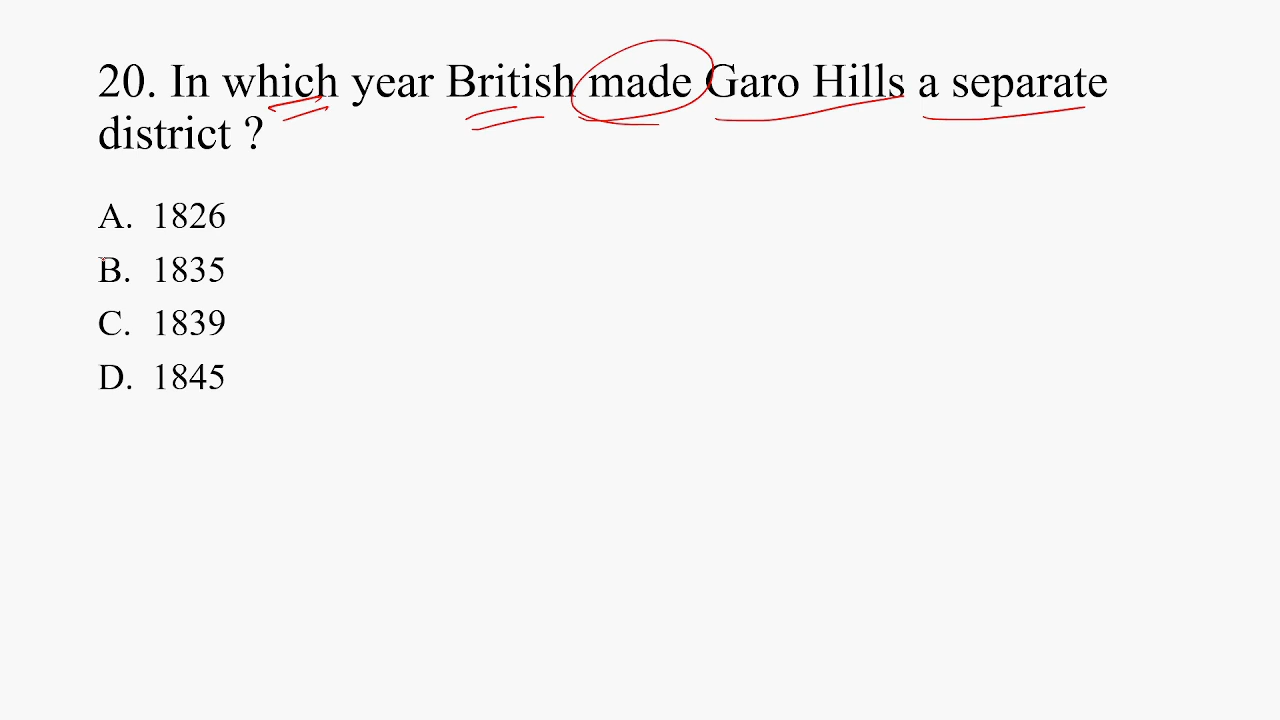 20. In which year British made Garo Hills a separate
district ?
A. 1826
B. 1835
C. 1839
D. 1845